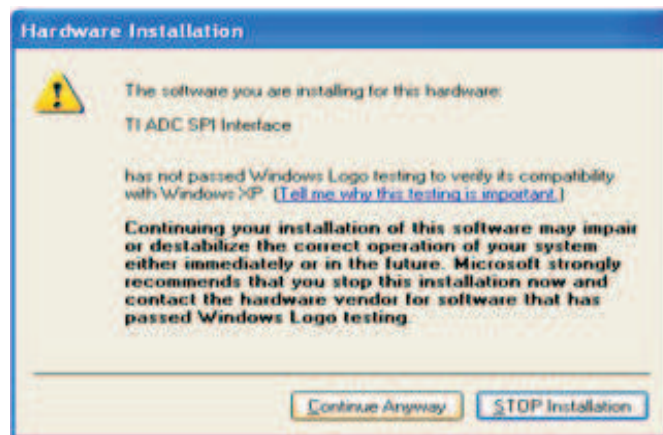 Hardware Installation
The software you are installing for this hardware:
TI ADC SPI Interface
has not passed Windows Logo testing to verify its compatibility
with Windows XP. (Tell me why this testing is important.)
Continuing your installation of this software may impair
or destabilize the correct operation of your system
either immediately or in the future. Microsoft strongly
recommends that you stop this installation now and
contact the hardware vendor for software that has
passed Windows Logo testing.
Continue Anyway
STOP Installation